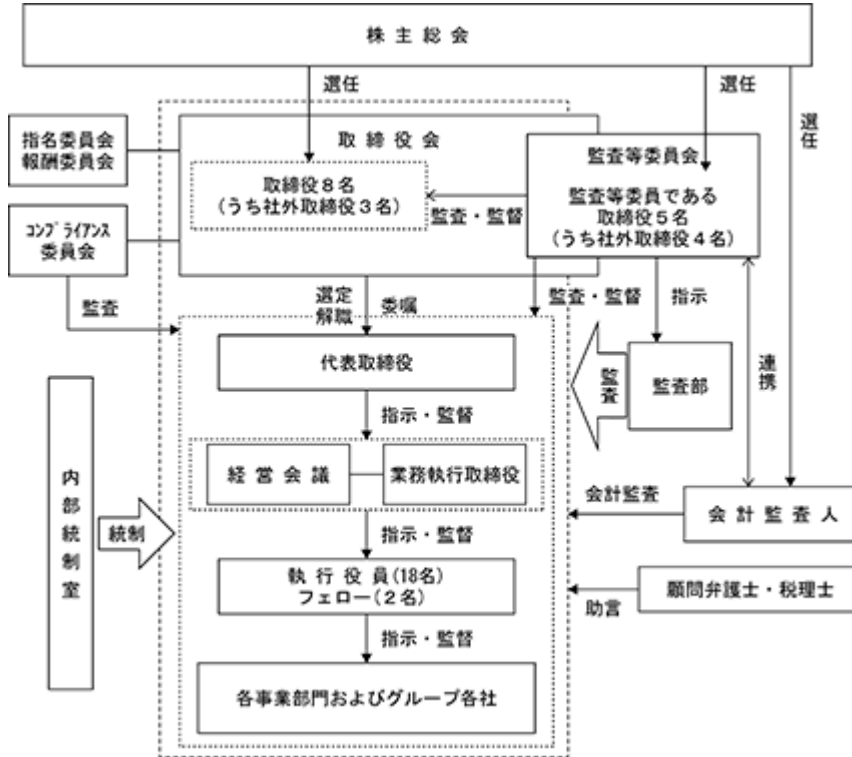 株主総会
選任
選任
選任
指名委員会
報酬委員会
取締役会
監査等委員会
取締役8名
(うち社外取締役3名)
監査・監督
監査等委員である
取締役5名
(うち社外取締役4名)
コンプライアンス
委員会
監査
選定
解職
委嘱
監査・監督
指示
代表取締役
監査
監査部
連携
指示・監督
経営会議
業務執行取締役
内部統制室
統制
会計監査
会計監査人
指示・監督
執行役員(18名)
フェロー(2名)
助言
顧問弁護士・税理士
指示・監督
各事業部門およびグループ各社